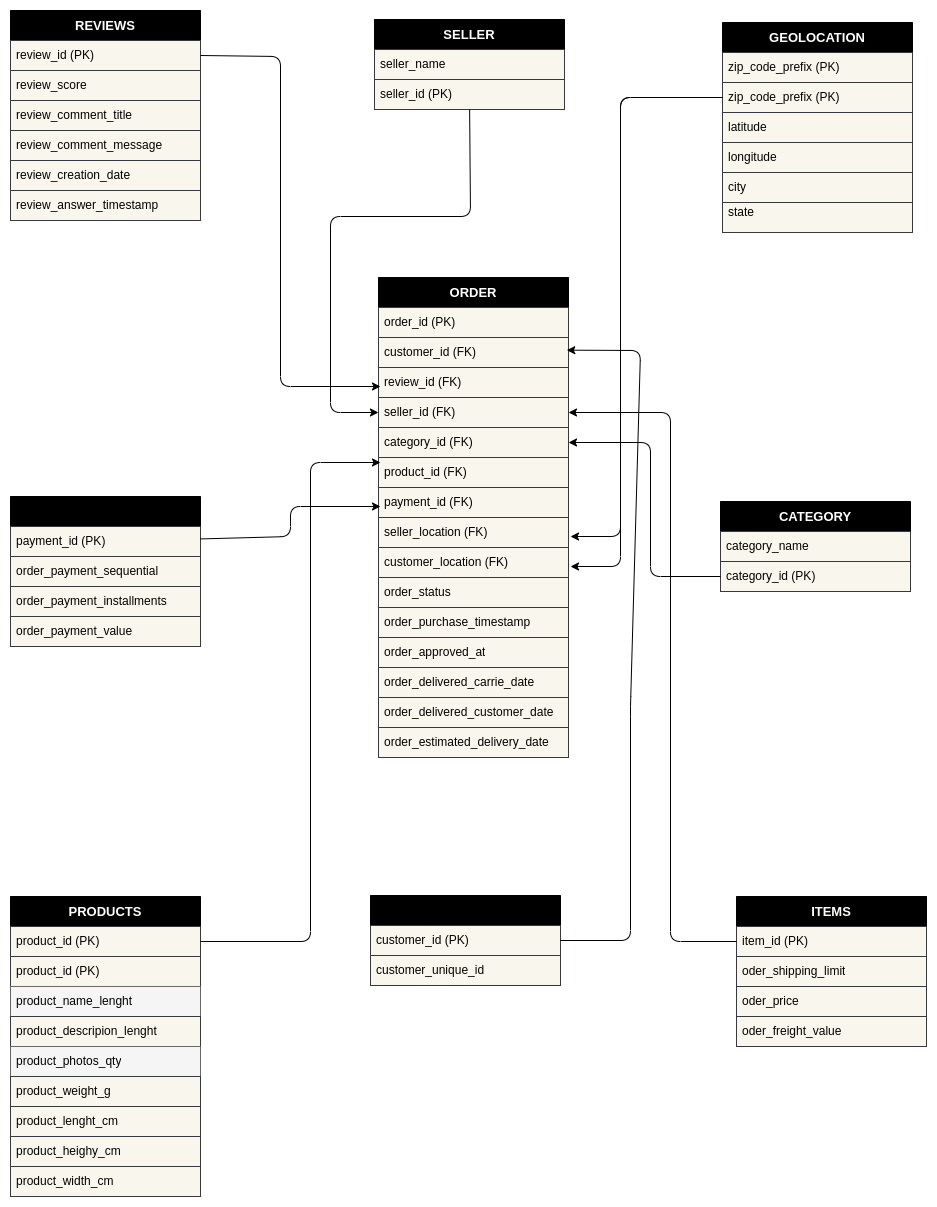 REVIEWS
review_id (PK)
review_score
review_comment_title
review_comment_message
review_creation_date
review_answer_timestamp
SELLER
seller_name
seller_id (PK)
GEOLOCATION
zip_code_prefix (PK)
zip_code_prefix (PK)
latitude
longitude
city
state
ORDER
order_id (PK)
customer_id (FK)
review_id (FK)
seller_id (FK)
category_id (FK)
product_id (FK)
payment_id (FK)
seller_location (FK)
customer_location (FK)
order_status
order_purchase_timestamp
order_approved_at
order_delivered_carrie_date
order_delivered_customer_date
order_estimated_delivery_date
payment_id (PK)
order_payment_sequential
order_payment_installments
order_payment_value
CATEGORY
category_name
category_id (PK)
PRODUCTS
product_id (PK)
product_id (PK)
product_name_lenght
product_descripion_lenght
product_photos_qty
product_weight_g
product_lenght_cm
product_heighy_cm
product_width_cm
customer_id (PK)
customer_unique_id
ITEMS
item_id (PK)
oder_shipping_limit
oder_price
oder_freight_value